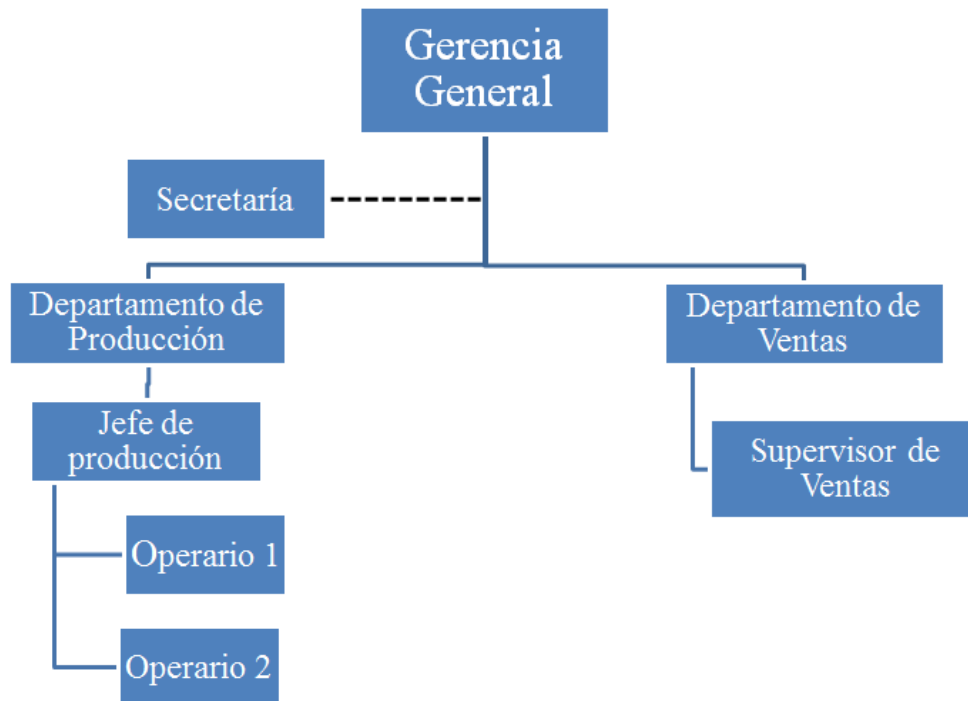 Gerencia
General
Secretaría
Departamento de
Producción
Departamento de
Ventas
Jefe de
producción
Supervisor de
Ventas
Operario 1
Operario 2